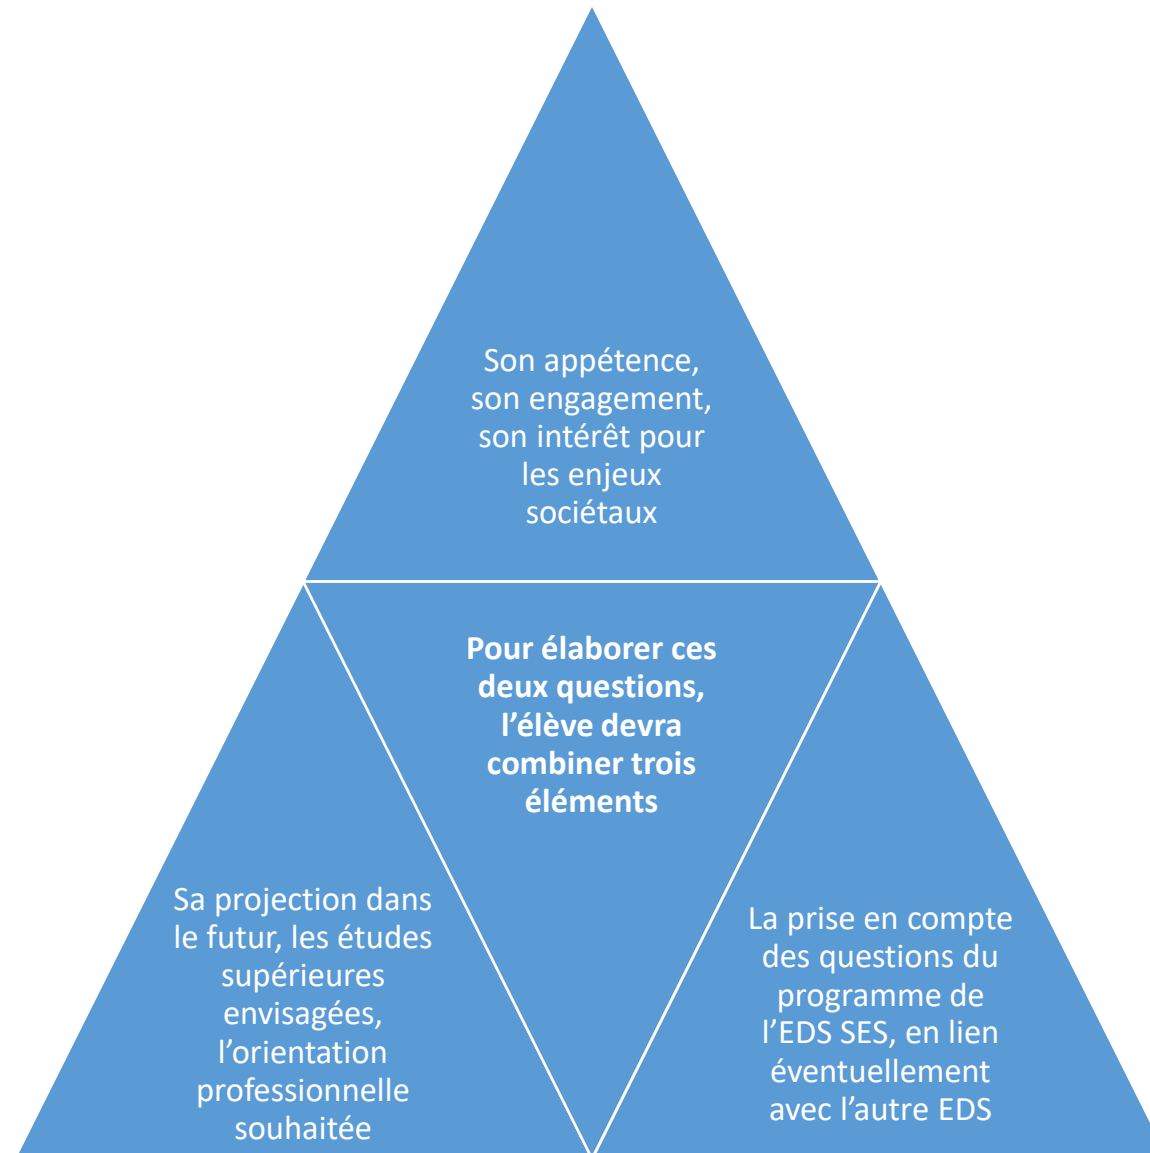 Son appétence,
son engagement,
son intérêt pour
les enjeux
sociétaux
Pour élaborer ces
deux questions,
l’élève devra
combiner trois
éléments
Sa projection dans
le futur, les études
supérieures
envisagées,
l’orientation
professionnelle
souhaitée
La prise en compte
des questions du
programme de
l’EDS SES, en lien
éventuellement
avec l’autre EDS